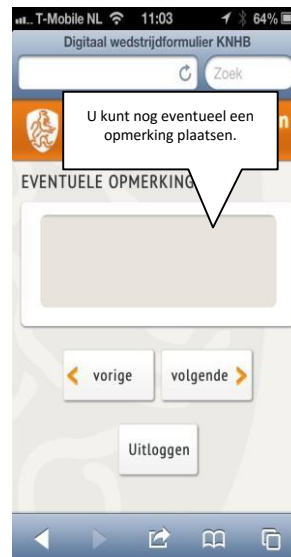 T-Mobile NL 11:03 64%
Digitaal wedstrijdformulier KNHB
Zoek
U kunt nog eventueel een
opmerking plaatsen.
n
EVENTUELE OPMERKING
vorige volgende
Uitloggen